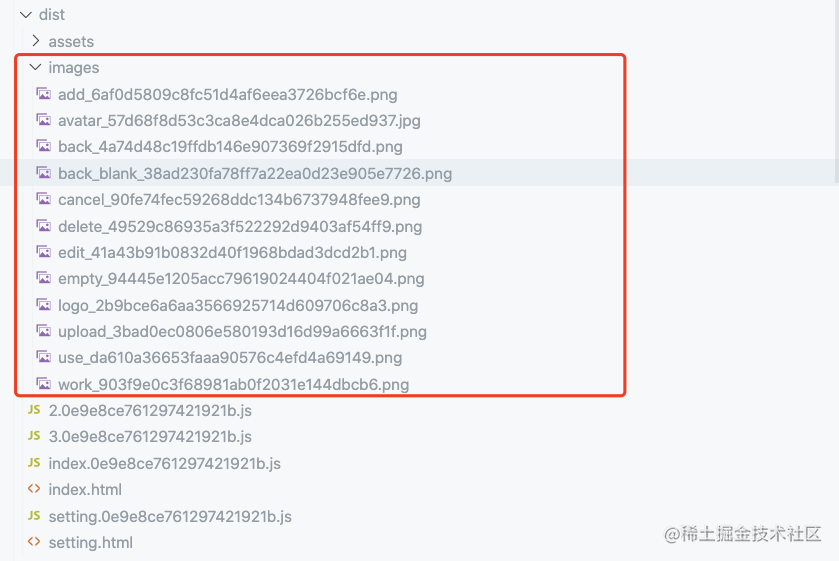 dist
assets
images
add_6af0d5809c8fc51d4af6eea3726bcf6e.png
avatar_57d68f8d53c3ca8e4dca026b255ed937.jpg
back_4a74d48c19ffdb146e907369f2915dfd.png
back_blank_38ad230fa78ff7a22ea0d23e905e7726.png
cancel_90fe74fec59268ddc134b6737948fee9.png
delete_49529c86935a3f522292d9403af54ff9.png
edit_41a43b91b0832d40f1968bdad3dcd2b1.png
empty_94445e1205acc79619024404f021ae04.png
logo_2b9bce6a6aa3566925714d609706c8a3.png
upload_3bad0ec0806e580193d16d99a6663f1f.png
use_da610a36653faaa90576c4efd4a69149.png
work_903f9e0c3f68981ab0f2031e144dbcb6.png
JS 2.0e9e8ce761297421921b.js
JS 3.0e9e8ce761297421921b.js
JS index.0e9e8ce761297421921b.js
index.html
JS setting.0e9e8ce761297421921b.js
setting.html
@稀土掘金技术社区